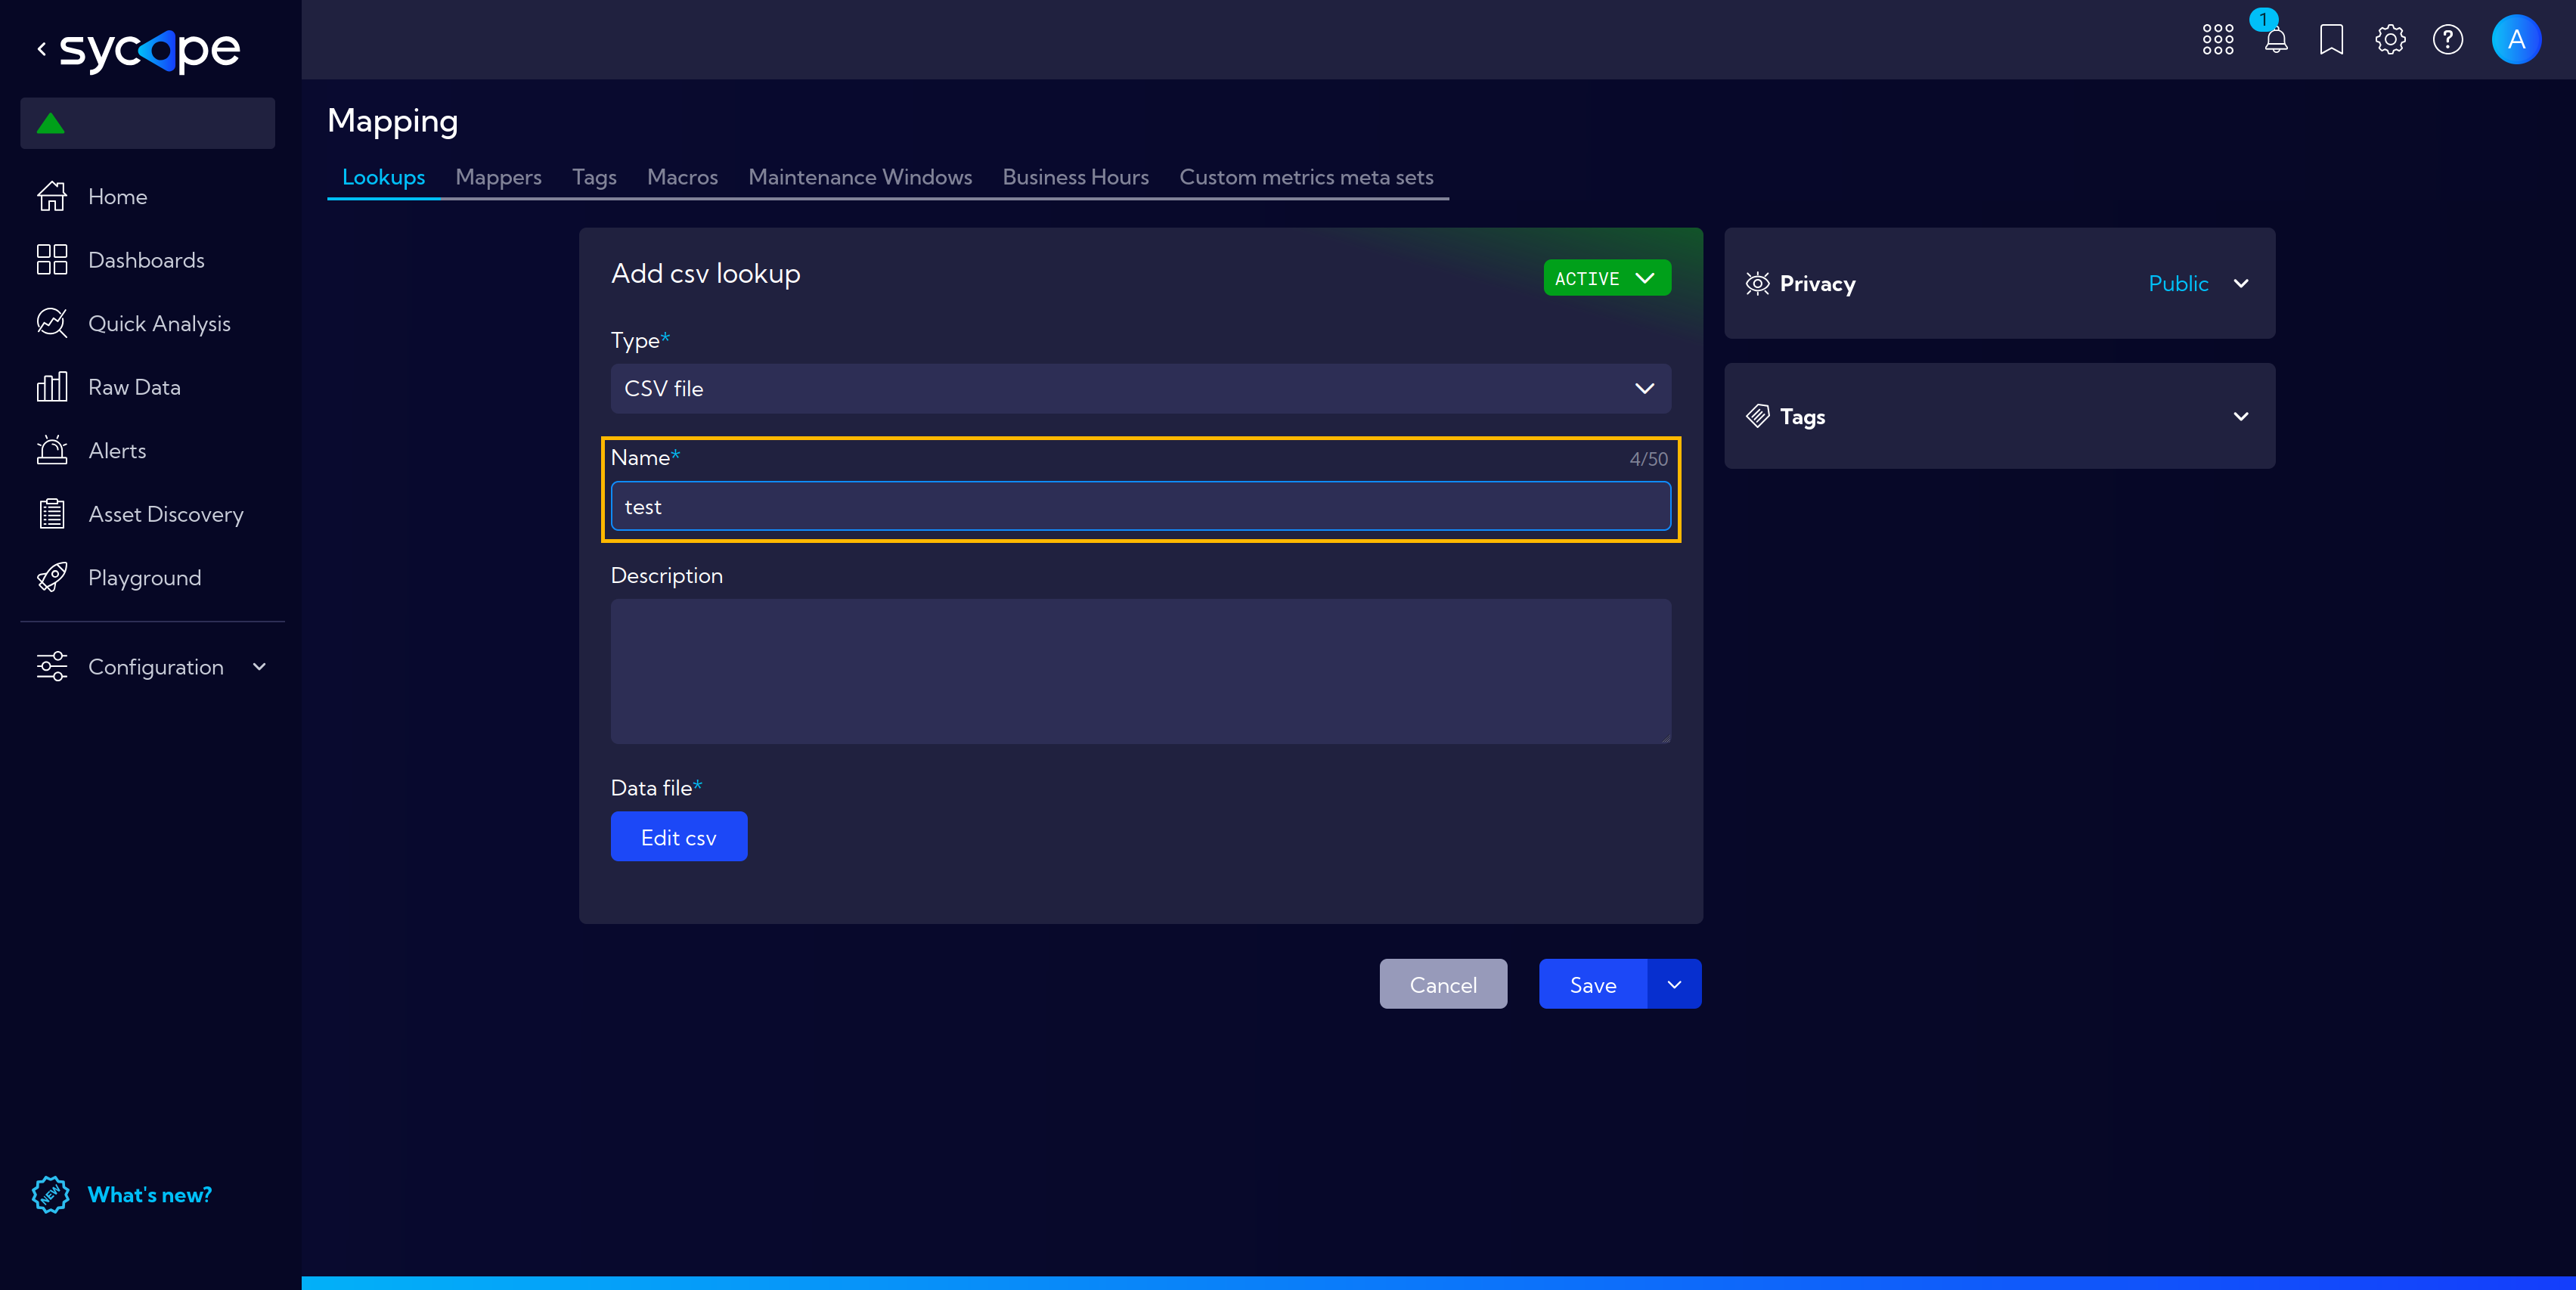 sycope
1
A
Home
Dashboards
Quick Analysis
Raw Data
Alerts
Asset Discovery
Playground
Configuration
NEW
What's new?
Mapping
Lookups Mappers Tags Macros Maintenance Windows Business Hours Custom metrics meta sets
Add csv lookup
ACTIVE
Type*
CSV file
Name*
4/50
test
Description
Data file*
Edit csv
Cancel
Save
Privacy
Public
Tags